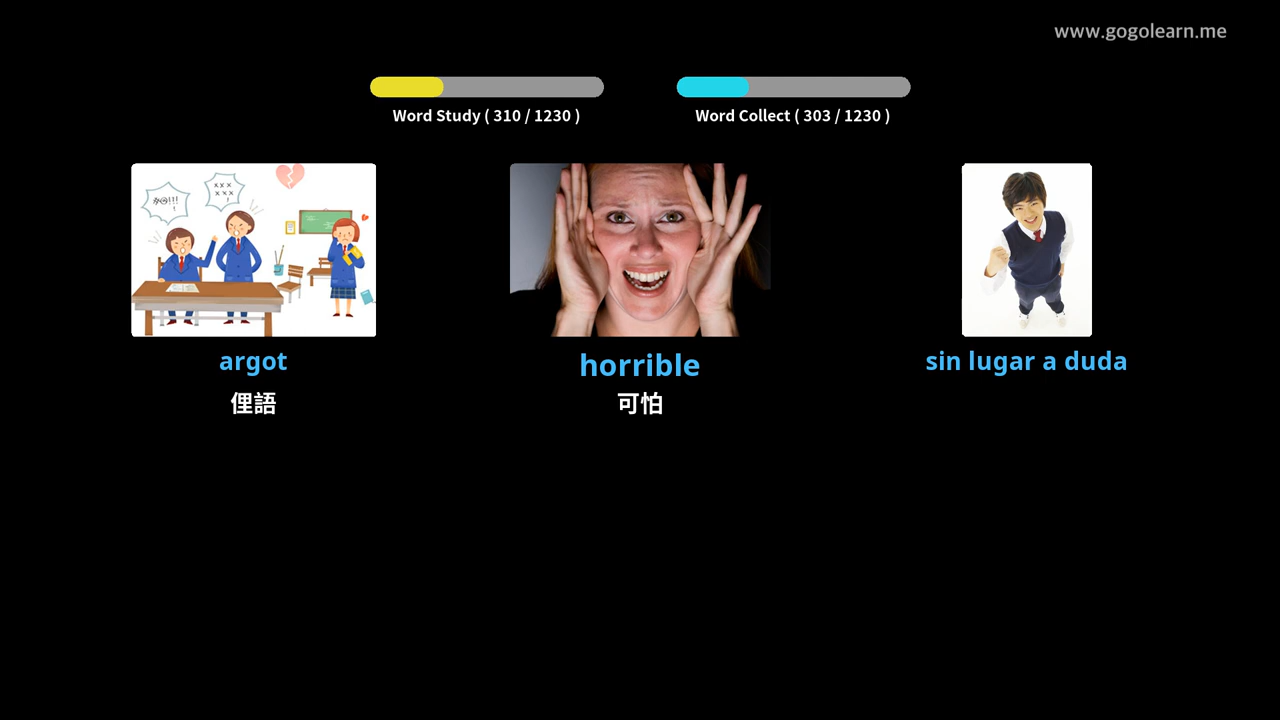 www.gogolearn.me
Word Study ( 310 / 1230 )
Word Collect ( 303 / 1230 )
argot
俚語
horrible
可怕
sin lugar a duda